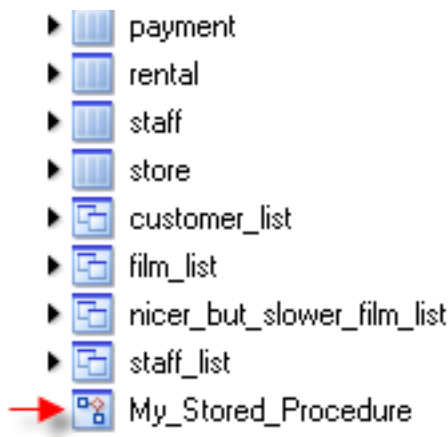 payment
rental
staff
store
customer_list
film_list
nicer_but_slower_film_list
staff_list
My_Stored_Procedure